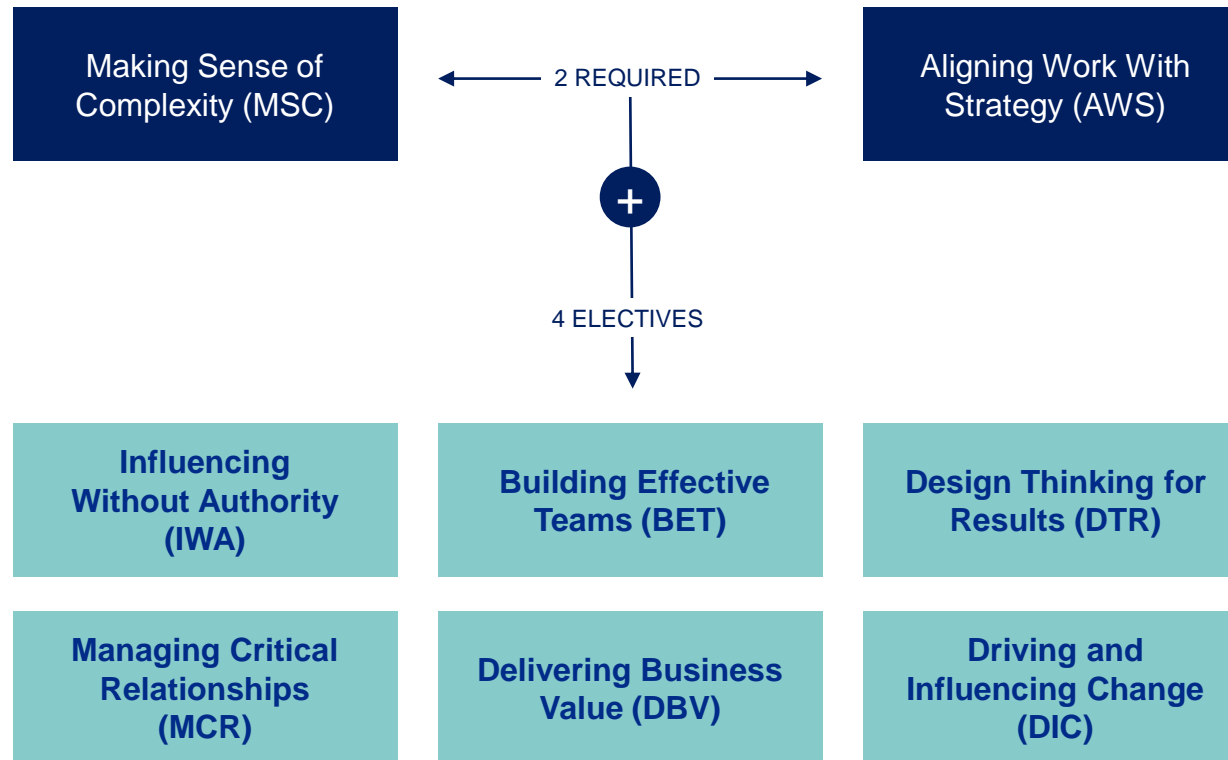 Making Sense of
Complexity (MSC)
2 REQUIRED
Aligning Work With
Strategy (AWS)
+
4 ELECTIVES
Influencing
Without Authority
(IWA)
Building Effective
Teams (BET)
Design Thinking for
Results (DTR)
Managing Critical
Relationships
(MCR)
Delivering Business
Value (DBV)
Driving and
Influencing Change
(DIC)